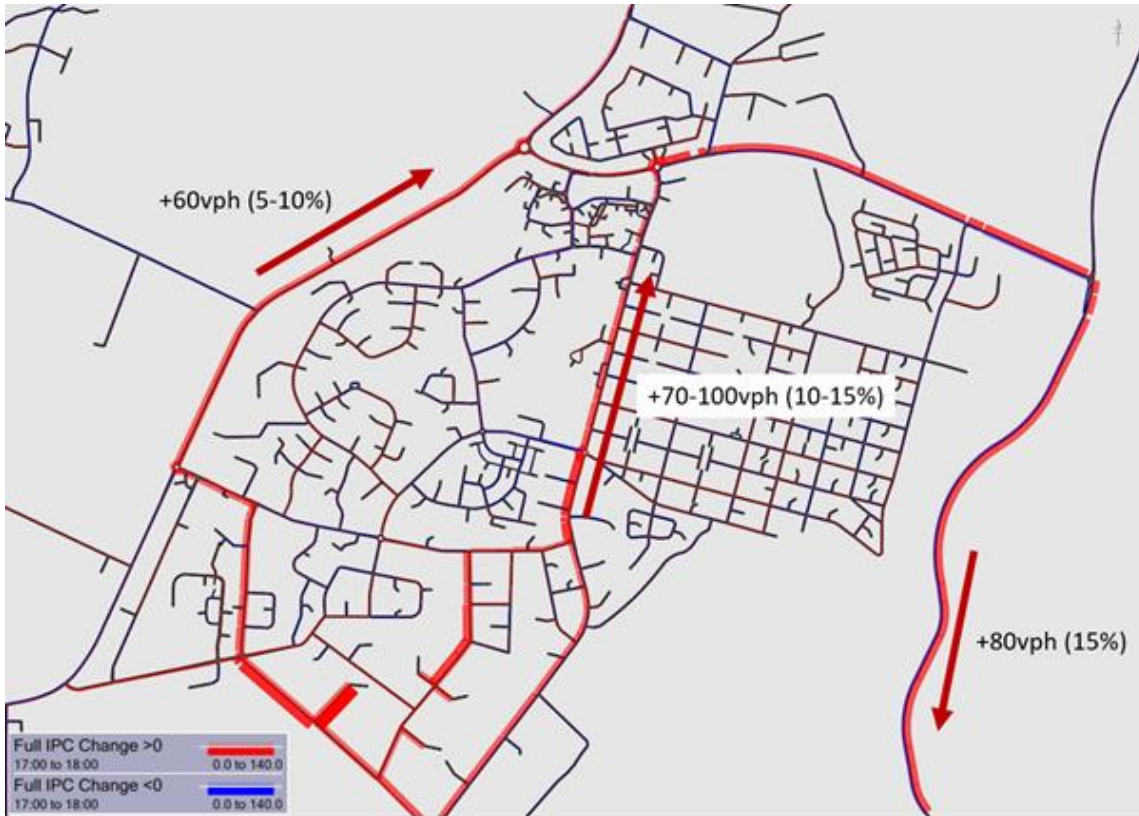 +60vph (5-10%)
+70-100vph (10-15%)
+80vph (15%)
Full IPC Change >0
17:00 to 18:00 0.0 to 140.0
Full IPC Change <0
17:00 to 18:00 0.0 to 140.0